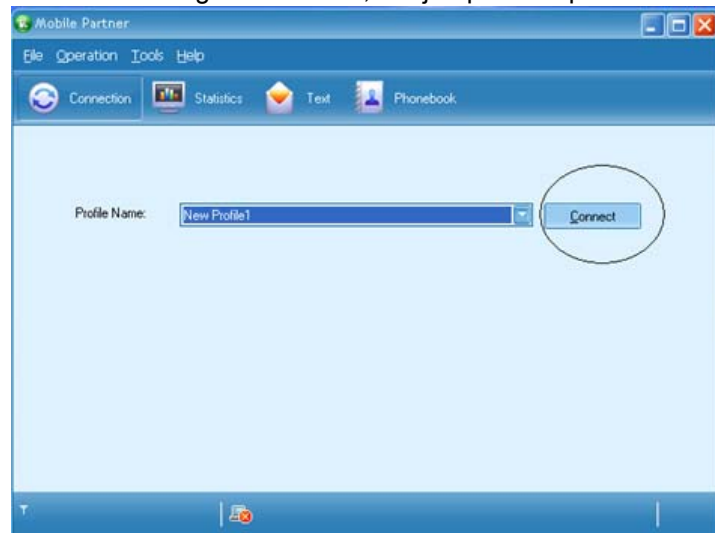 Mobile Partner
File Operation Tools Help
Connection Statistics Text Phonebook
Profile Name: New Profile1 Connect